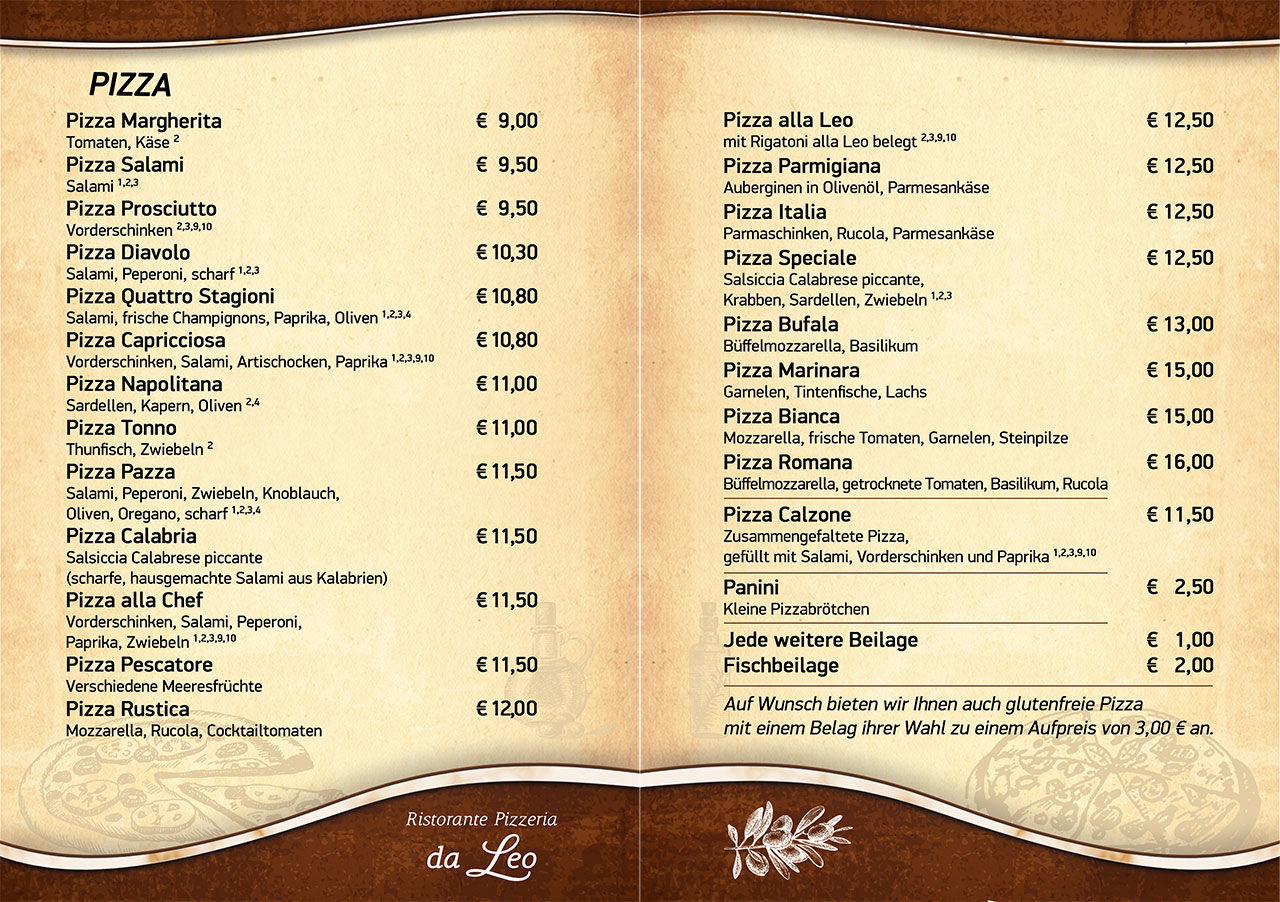 PIZZA
Pizza Margherita € 9,00
Tomaten, Käse 2
Pizza Salami € 9,50
Salami 1,2,3
Pizza Prosciutto € 9,50
Vorderschinken 2,3,9,10
Pizza Diavolo € 10,30
Salami, Peperoni, scharf 1,2,3
Pizza Quattro Stagioni € 10,80
Salami, frische Champignons, Paprika, Oliven 1,2,3,4
Pizza Capricciosa € 10,80
Vorderschinken, Salami, Artischocken, Paprika 1,2,3,9,10
Pizza Napolitana € 11,00
Sardellen, Kapern, Oliven 2,4
Pizza Tonno € 11,00
Thunfisch, Zwiebeln 2
Pizza Pazza € 11,50
Salami, Peperoni, Zwiebeln, Knoblauch,
Oliven, Oregano, scharf 1,2,3,4
Pizza Calabria € 11,50
Salsiccia Calabrese piccante
(scharfe, hausgemachte Salami aus Kalabrien)
Pizza alla Chef € 11,50
Vorderschinken, Salami, Peperoni,
Paprika, Zwiebeln 1,2,3,9,10
Pizza Pescatore € 11,50
Verschiedene Meeresfrüchte
Pizza Rustica € 12,00
Mozzarella, Rucola, Cocktailtomaten
Ristorante Pizzeria
da Leo
Pizza alla Leo € 12,50
mit Rigatoni alla Leo belegt 2,3,9,10
Pizza Parmigiana € 12,50
Auberginen in Olivenöl, Parmesankäse
Pizza Italia € 12,50
Parmaschinken, Rucola, Parmesankäse
Pizza Speciale € 12,50
Salsiccia Calabrese piccante,
Krabben, Sardellen, Zwiebeln 1,2,3
Pizza Bufala € 13,00
Büffelmozzarella, Basilikum
Pizza Marinara € 15,00
Garnelen, Tintenfische, Lachs
Pizza Bianca € 15,00
Mozzarella, frische Tomaten, Garnelen, Steinpilze
Pizza Romana € 16,00
Büffelmozzarella, getrocknete Tomaten, Basilikum, Rucola
Pizza Calzone € 11,50
Zusammengefaltete Pizza,
gefüllt mit Salami, Vorderschinken und Paprika 1,2,3,9,10
Panini € 2,50
Kleine Pizzabrötchen
Jede weitere Beilage € 1,00
Fischbeilage € 2,00
Auf Wunsch bieten wir Ihnen auch glutenfreie Pizza
mit einem Belag ihrer Wahl zu einem Aufpreis von 3,00 € an.